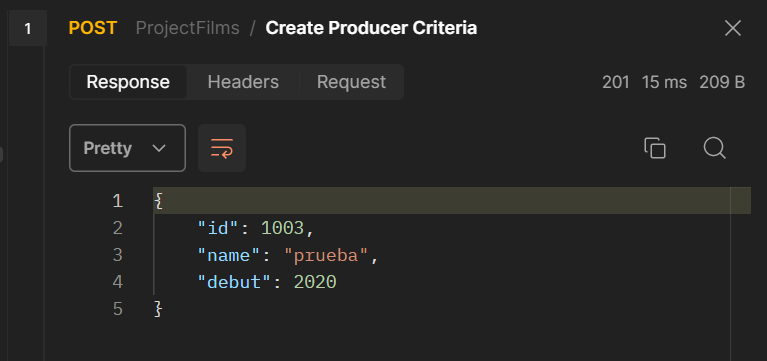 1 POST ProjectFilms / Create Producer Criteria
Response Headers Request 201 15 ms 209 B
Pretty
1 {
2 "id": 1003,
3 "name": "prueba",
4 "debut": 2020
5 }